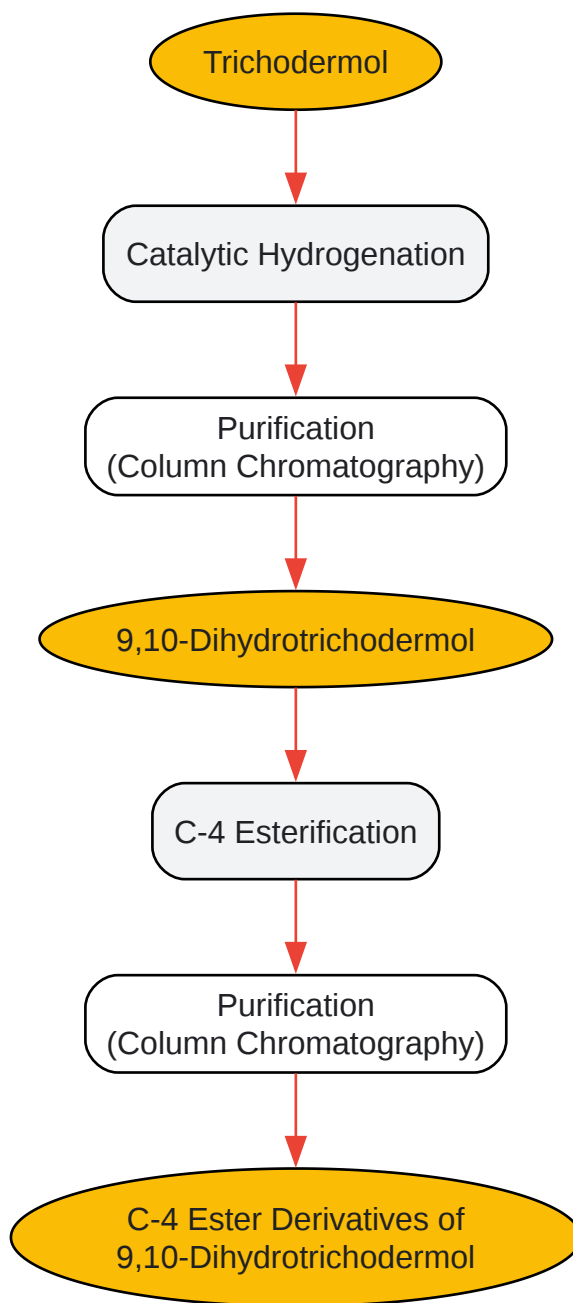 Trichodermol
Catalytic Hydrogenation
Purification
(Column Chromatography)
9,10-Dihydrotrichodermol
C-4 Esterification
Purification
(Column Chromatography)
C-4 Ester Derivatives of
9,10-Dihydrotrichodermol